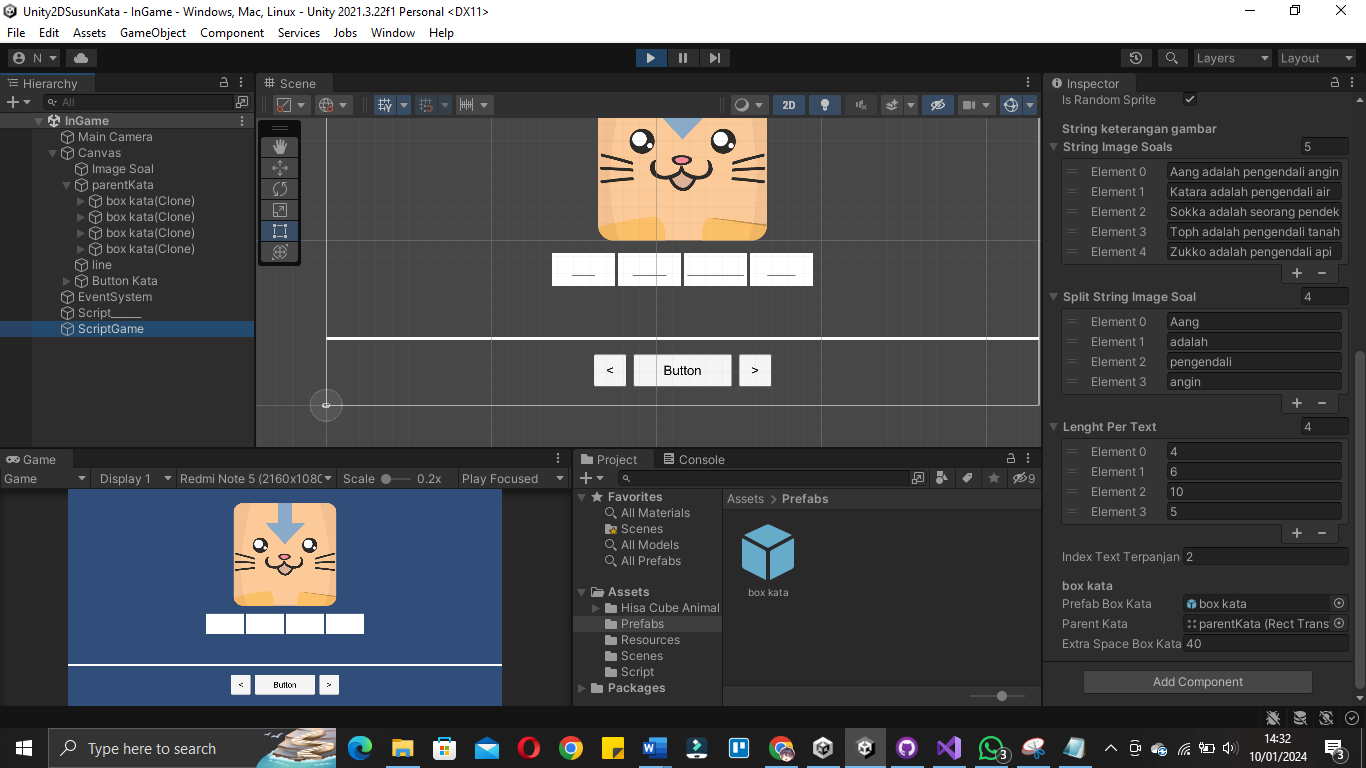 Unity2DSusunKata - InGame - Windows, Mac, Linux - Unity 2021.3.22f1 Personal <DX11>
File Edit Assets GameObject Component Services Jobs Window Help
N Layers Layout
Hierarchy
All
InGame
Main Camera
Canvas
Image Soal
parentKata
box kata(Clone)
box kata(Clone)
box kata(Clone)
box kata(Clone)
line
Button Kata
EventSystem
Script_____
ScriptGame
Scene
2D
< Button >
Inspector
Is Random Sprite
String keterangan gambar
String Image Soals 5
Element 0 Aang adalah pengendali angin
Element 1 Katara adalah pengendali air
Element 2 Sokka adalah seorang pendek
Element 3 Toph adalah pengendali tanah
Element 4 Zukko adalah pengendali api
+ -
Split String Image Soal 4
Element 0 Aang
Element 1 adalah
Element 2 pengendali
Element 3 angin
+ -
Lenght Per Text 4
Element 0 4
Element 1 6
Element 2 10
Element 3 5
+ -
Index Text Terpanjan 2
box kata
Prefab Box Kata box kata
Parent Kata parentKata (Rect Trans
Extra Space Box Kata 40
Add Component
Game
Game Display 1 Redmi Note 5 (2160x1080 Scale 0.2x Play Focused
< Button >
Project Console
9
Favorites
All Materials
Scenes
All Models
All Prefabs
Assets
Hisa Cube Animal
Prefabs
Resources
Scenes
Script
Packages
Assets > Prefabs
box kata
Type here to search
3
14:32
10/01/2024
3